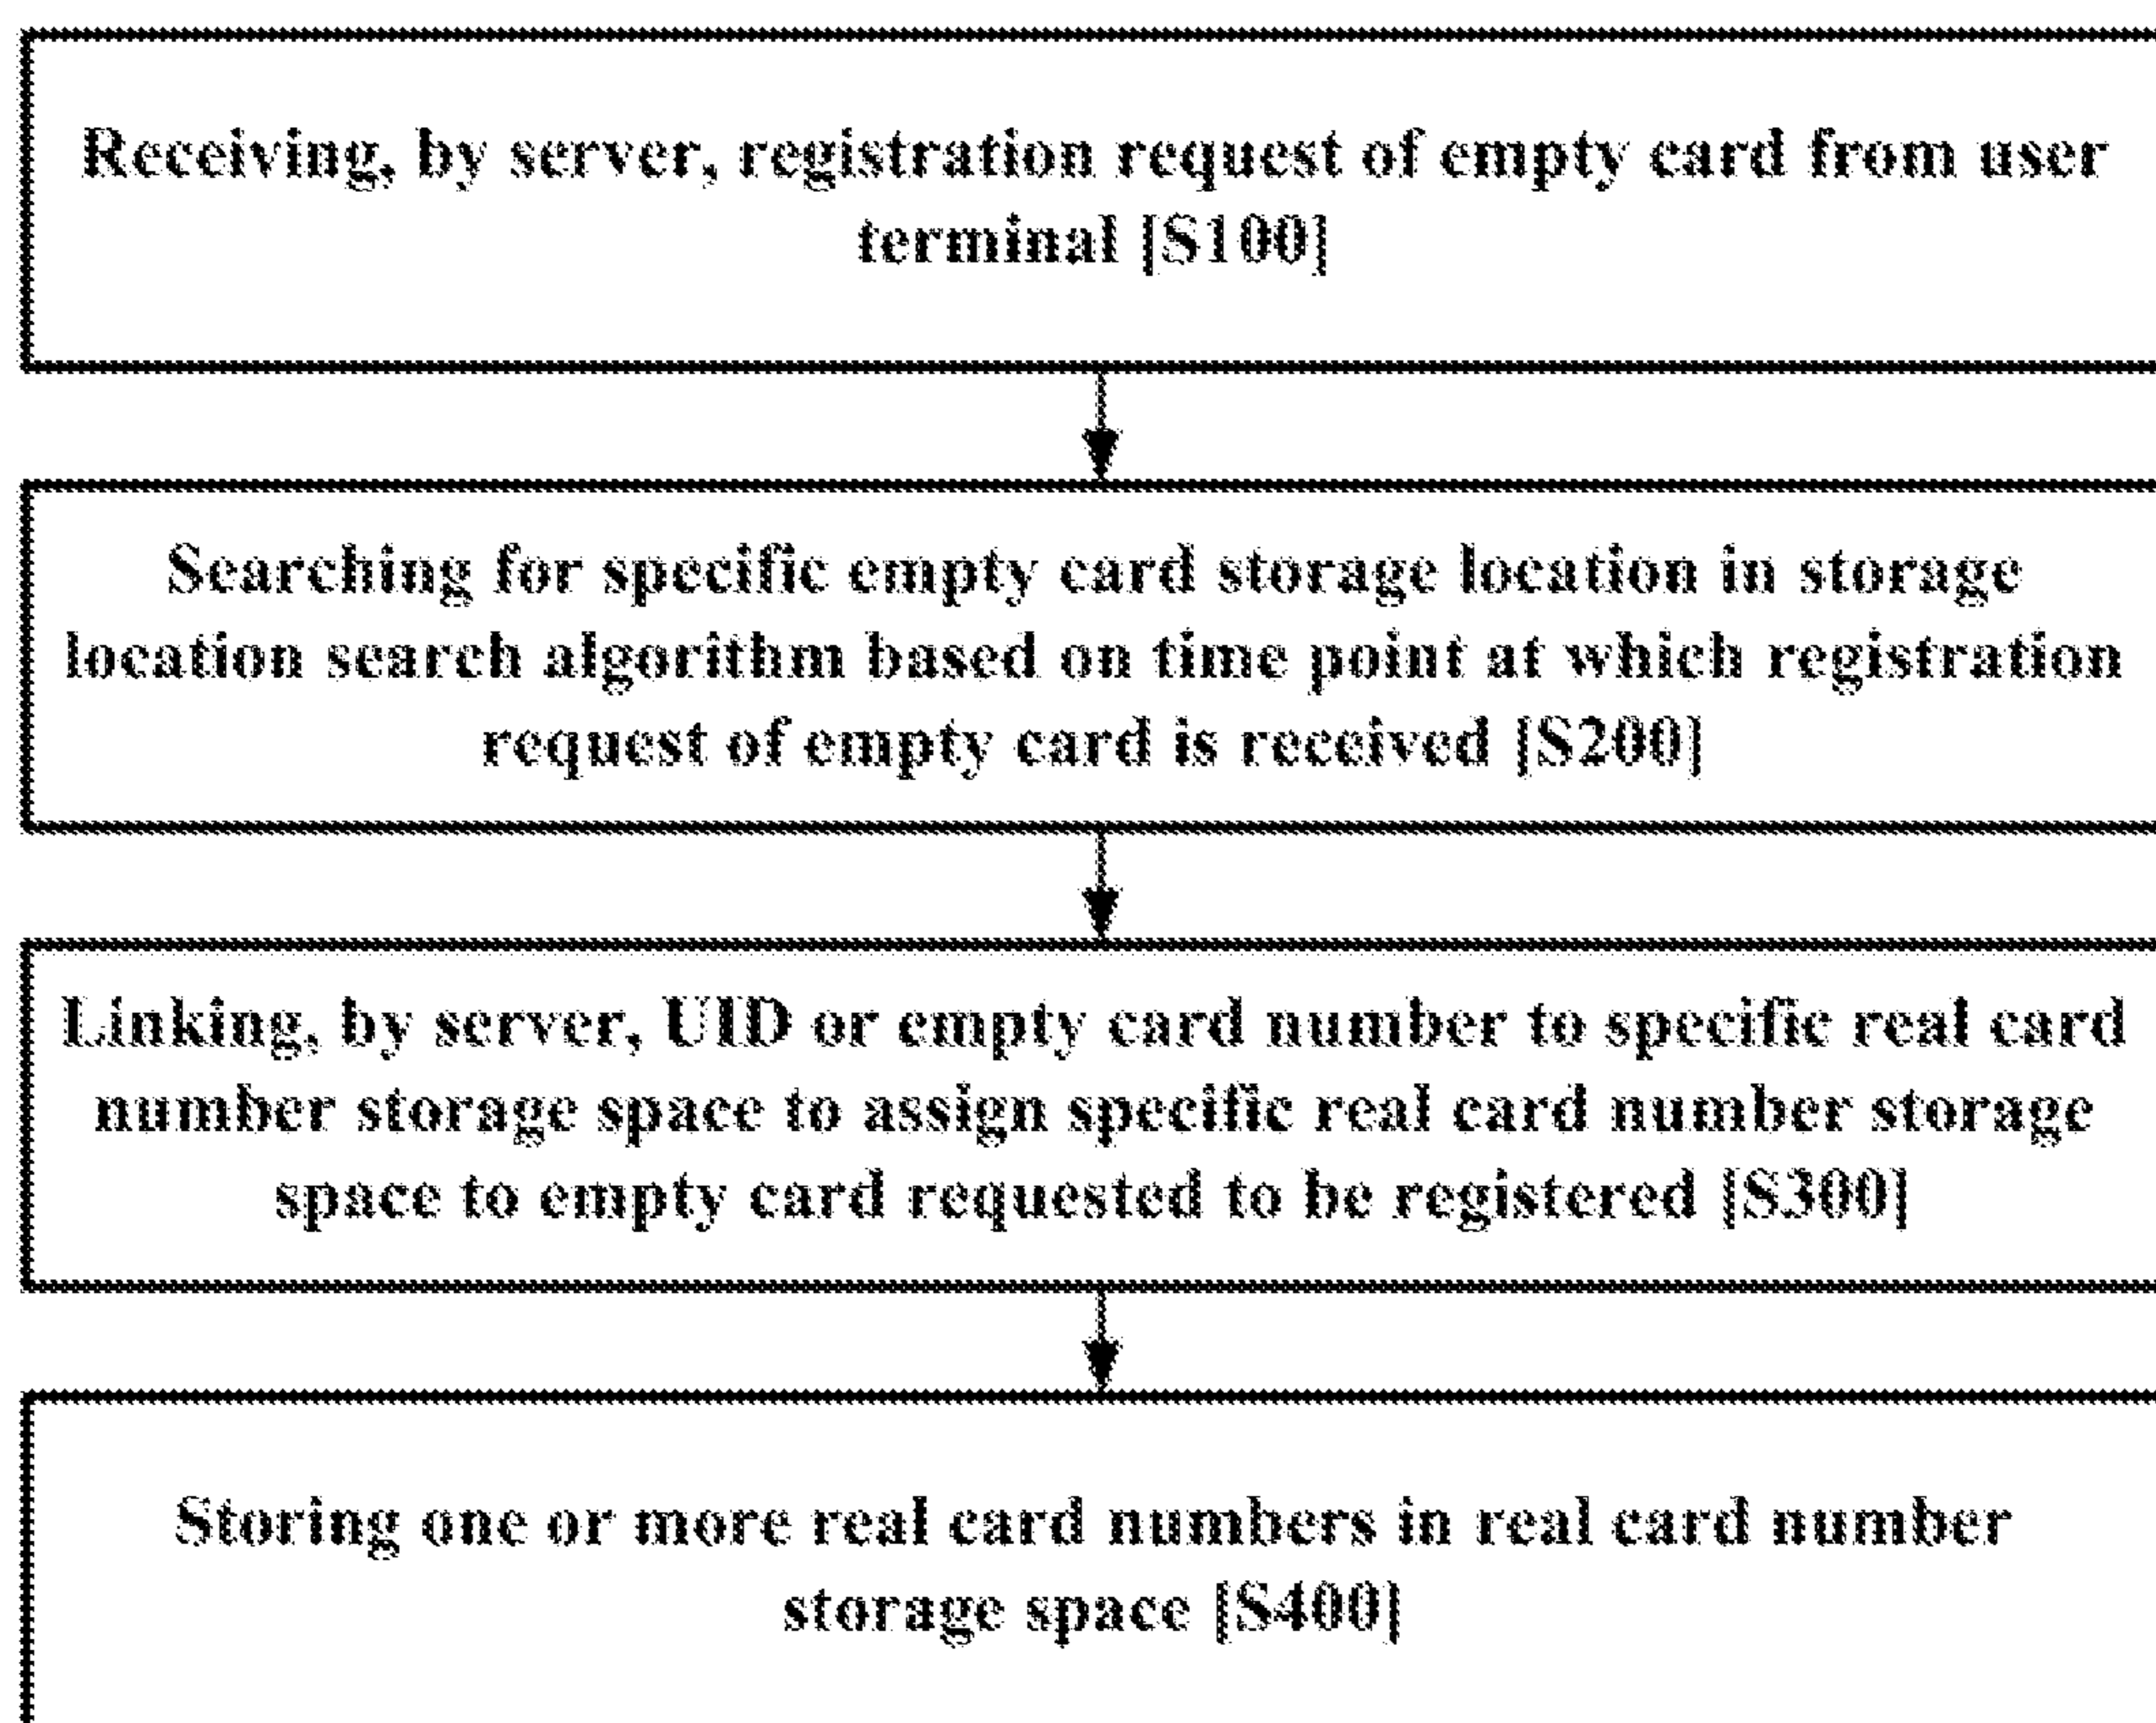 Receiving, by server, registration request of empty card from user
terminal [S100]
Searching for specific empty card storage location in storage
location search algorithm based on time point at which registration
request of empty card is received [S200]
Linking, by server, UID or empty card number to specific real card
number storage space to assign specific real card number storage
space to empty card requested to be registered [S300]
Storing one or more real card numbers in real card number
storage space [S400]